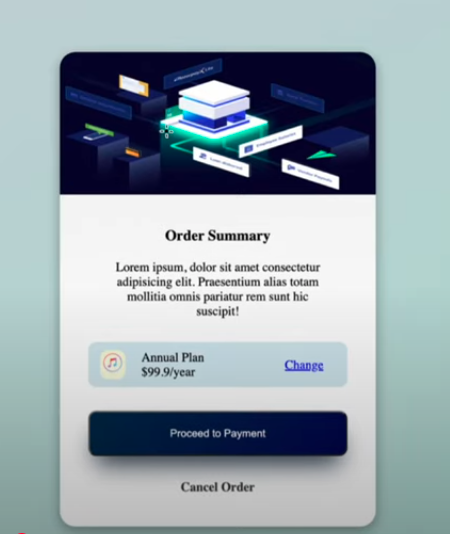 Order Summary
Lorem ipsum, dolor sit amet consectetur
adipisicing elit. Praesentium alias totam
mollitia omnis pariatur rem sunt hic
suscipit!
Annual Plan
$99.9/year
Change
Proceed to Payment
Cancel Order